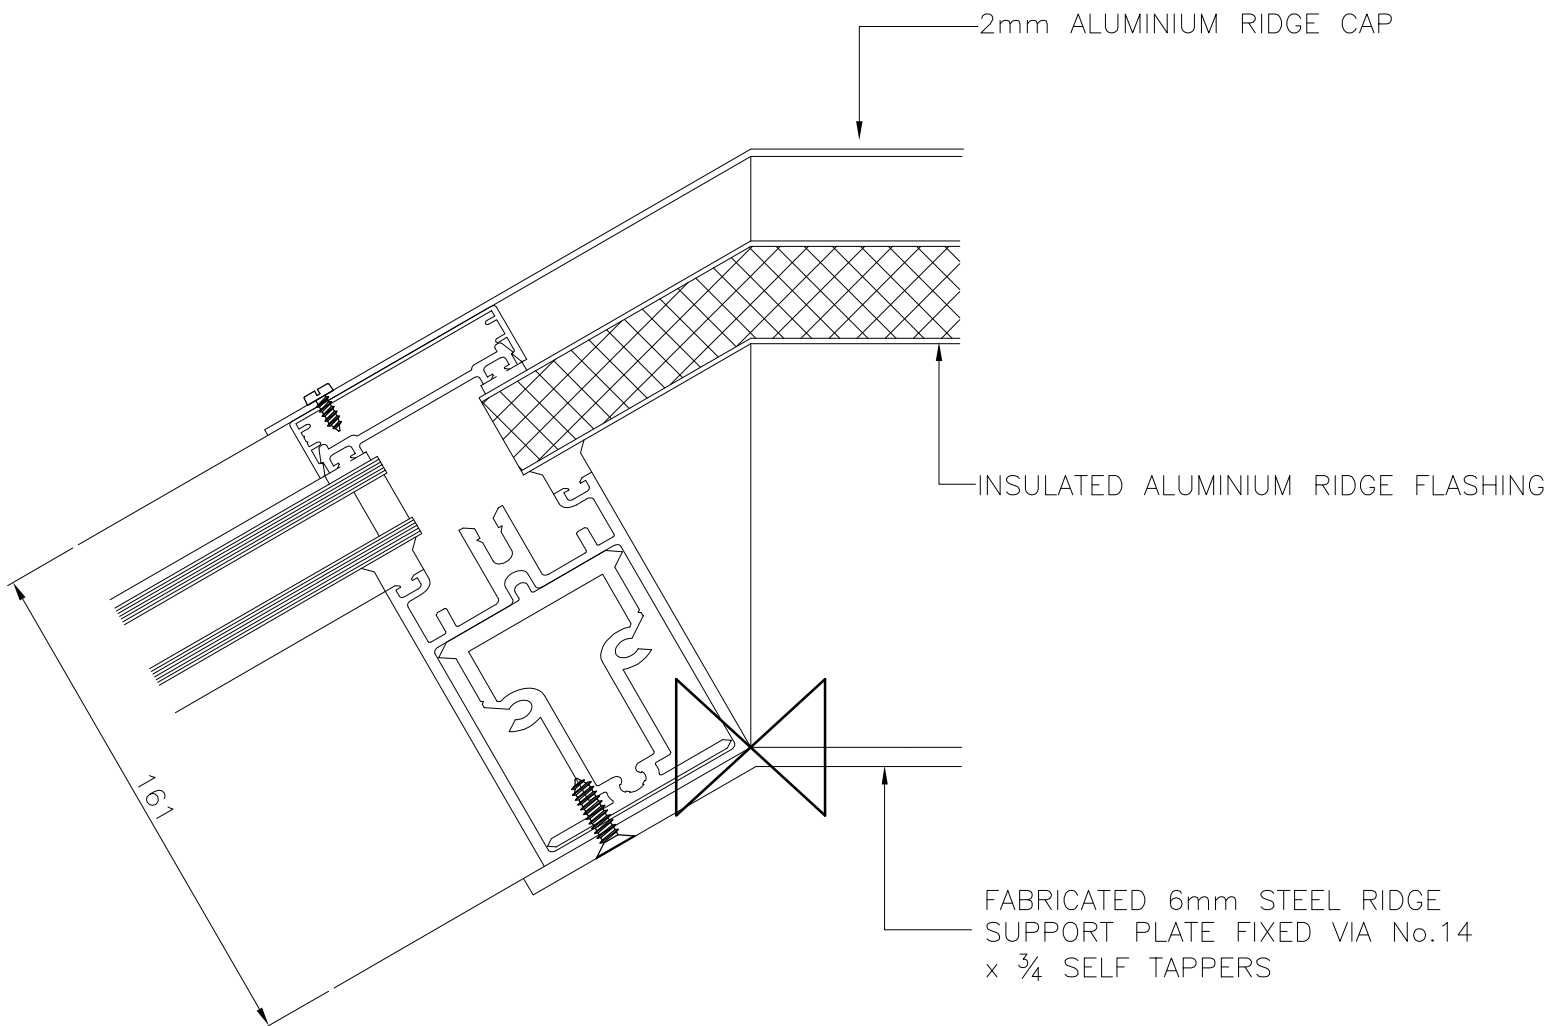 2mm ALUMINIUM RIDGE CAP
INSULATED ALUMINIUM RIDGE FLASHING
161
FABRICATED 6mm STEEL RIDGE
SUPPORT PLATE FIXED VIA No.14
x ¾ SELF TAPPERS